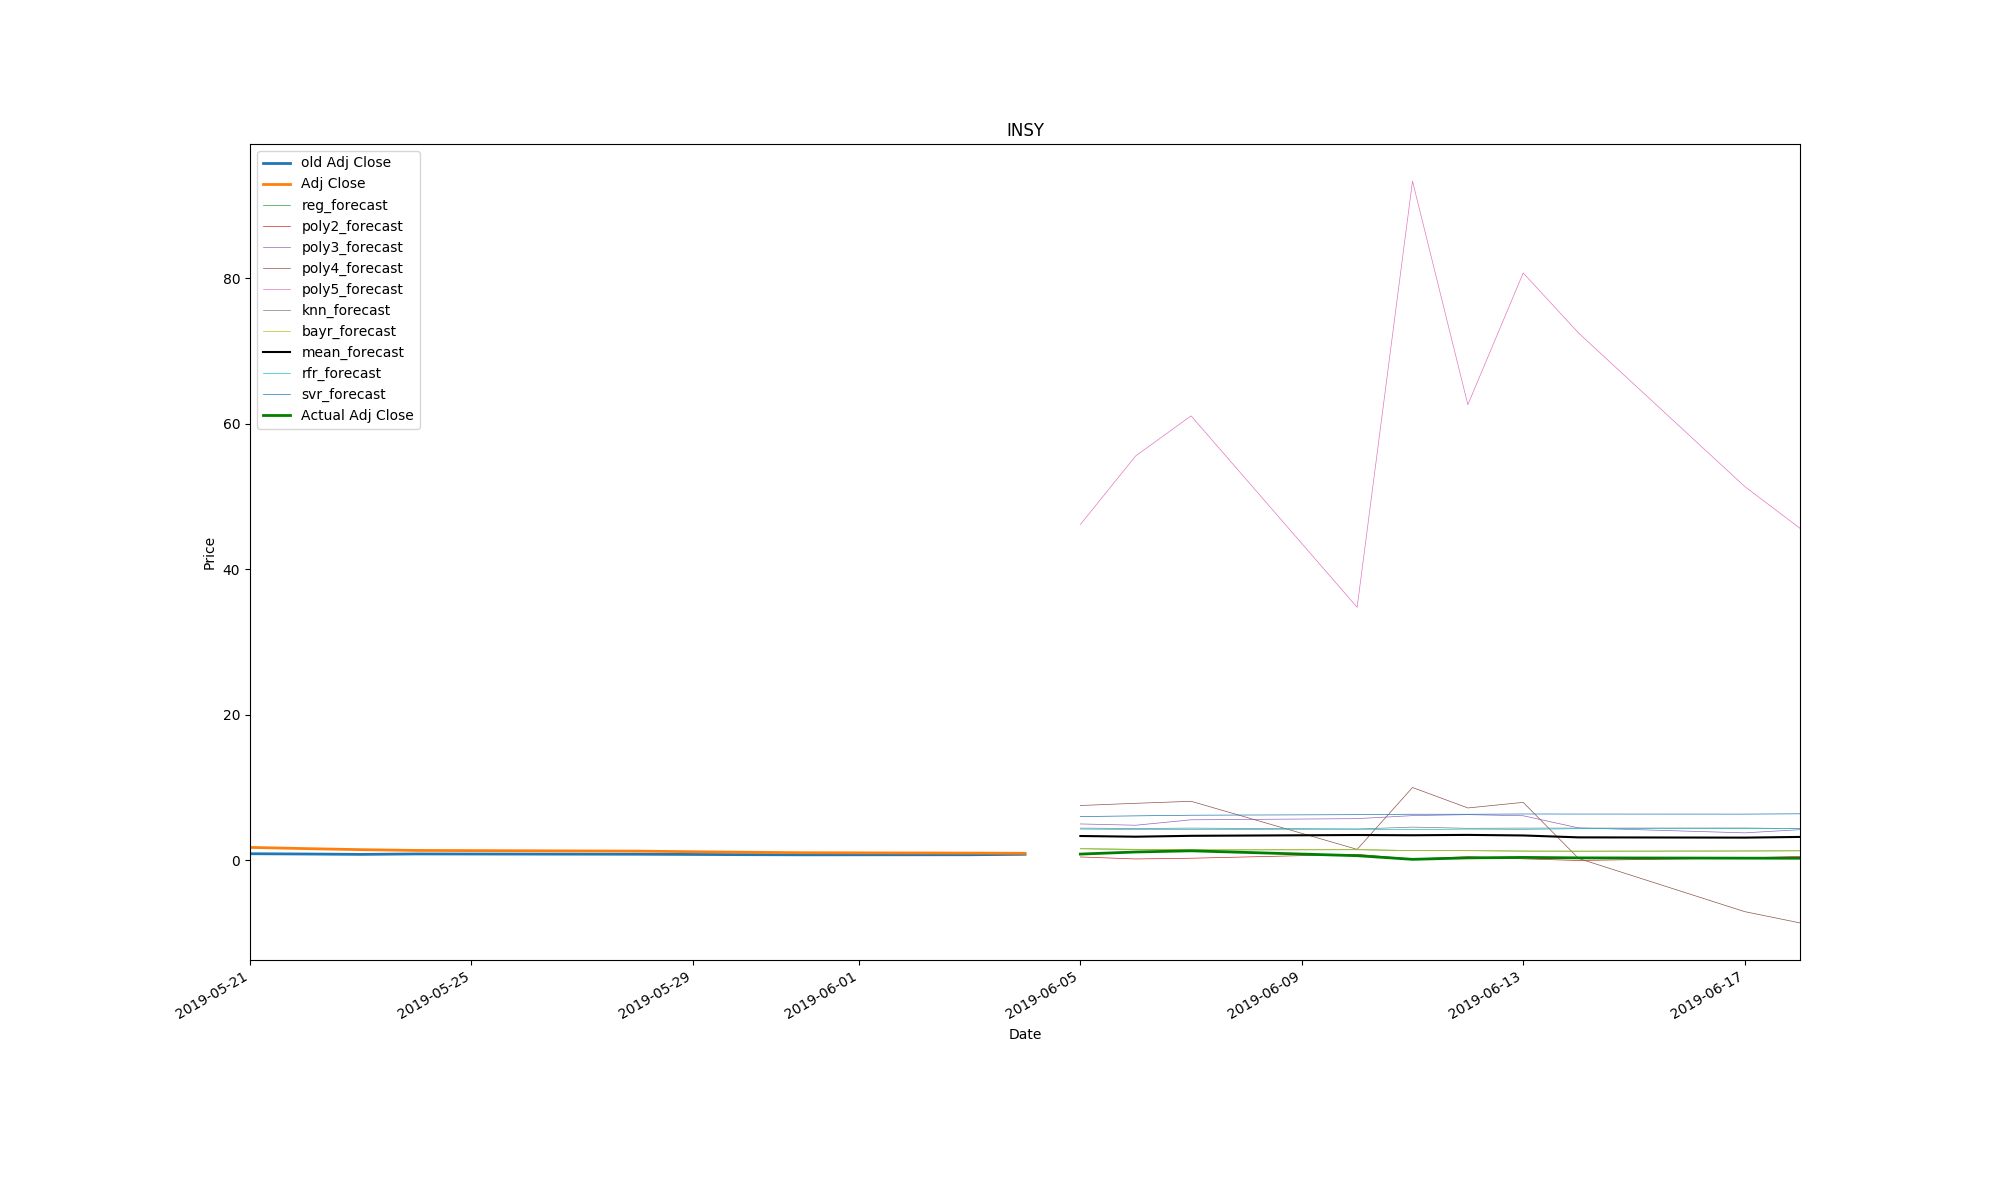 INSY
old Adj Close
Adj Close
reg_forecast
poly2_forecast
poly3_forecast
poly4_forecast
poly5_forecast
knn_forecast
bayr_forecast
mean_forecast
rfr_forecast
svr_forecast
Actual Adj Close
Price
80
60
40
20
0
2019-05-21
2019-05-25
2019-05-29
2019-06-01
2019-06-05
2019-06-09
2019-06-13
2019-06-17
Date